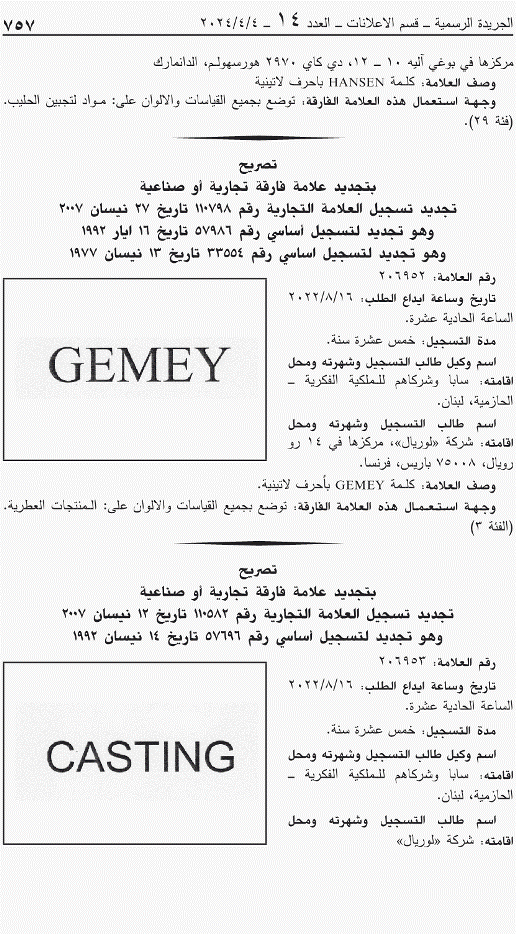 الجريدة الرسمية ــ قسم الاعلانات ــ العدد ١٤ ــ ٢٠٢٤/٤/٤
٧٥٧
مركزها في بوغي آليه ١٠ ــ ١٢، دي كاي ٢٩٧٠ هورسهولم، الدانمارك
وصف العلامة: كلمة HANSEN باحرف لاتينية
وجهة استعمال هذه العلامة الفارقة: توضع بجميع القياسات والالوان على: مواد لتجبين الحليب.
(فئة ٢٩).
تصريح
بتجديد علامة فارقة تجارية أو صناعية
تجديد تسجيل العلامة التجارية رقم ١١٠٧٩٨ تاريخ ٢٧ نيسان ٢٠٠٧
وهو تجديد لتسجيل أساسي رقم ٥٧٩٨٦ تاريخ ١٦ ايار ١٩٩٢
وهو تجديد لتسجيل اساسي رقم ٣٣٥٥٤ تاريخ ١٣ نيسان ١٩٧٧
رقم العلامة: ٢٠٦٩٥٢
تاريخ وساعة ايداع الطلب: ٢٠٢٢/٨/١٦
الساعة الحادية عشرة.
مدة التسجيل: خمس عشرة سنة.
اسم وكيل طالب التسجيل وشهرته ومحل
اقامته: سابا وشركاهم للملكية الفكرية ــ
الحازمية، لبنان.
اسم طالب التسجيل وشهرته ومحل
اقامته: شركة «لوريال»، مركزها في ١٤ رو
رويال، ٧٥٠٠٨ باريس، فرنسا.
GEMEY
وصف العلامة: كلمة GEMEY بأحرف لاتينية.
وجهة استعمال هذه العلامة الفارقة: توضع بجميع القياسات والالوان على: المنتجات العطرية.
(الفئة ٣)
تصريح
بتجديد علامة فارقة تجارية أو صناعية
تجديد تسجيل العلامة التجارية رقم ١١٠٥٨٢ تاريخ ١٢ نيسان ٢٠٠٧
وهو تجديد لتسجيل أساسي رقم ٥٧٦٩٦ تاريخ ١٤ نيسان ١٩٩٢
رقم العلامة: ٢٠٦٩٥٣
تاريخ وساعة ايداع الطلب: ٢٠٢٢/٨/١٦
الساعة الحادية عشرة.
مدة التسجيل: خمس عشرة سنة.
اسم وكيل طالب التسجيل وشهرته ومحل
اقامته: سابا وشركاهم للملكية الفكرية ــ
الحازمية، لبنان.
اسم طالب التسجيل وشهرته ومحل
اقامته: شركة «لوريال»
CASTING